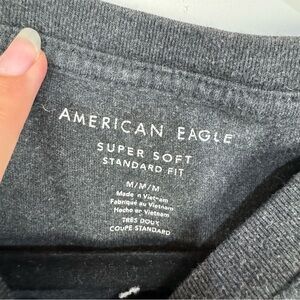 AMERICAN EAGLE
SUPER SOFT
STANDARD FIT
M/M/M
Made in Vietnam
Fabriqué au Vietnam
Hecho en Vietnam
TRÈS DOUX
COUPE STANDARD